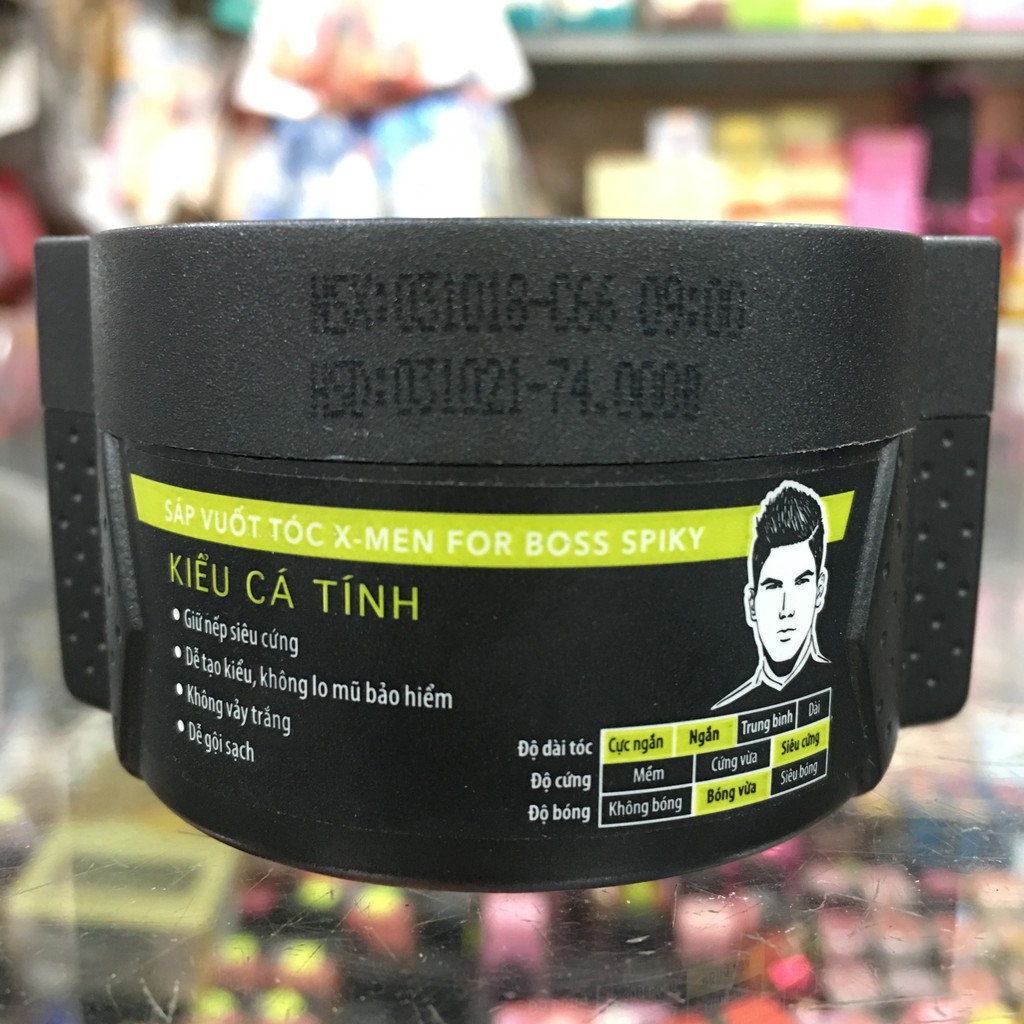 HSX:031018-C66 09:00
HSD:031021-74.000đ
SÁP VUỐT TÓC X-MEN FOR BOSS SPIKY
KIỂU CÁ TÍNH
• Giữ nếp siêu cứng
• Dễ tạo kiểu, không lo mũ bảo hiểm
• Không vảy trắng
• Dễ gội sạch
Độ dài tóc Cực ngắn Ngắn Trung bình Dài
Độ cứng Mềm Cứng vừa Siêu cứng
Độ bóng Không bóng Bóng vừa Siêu bóng